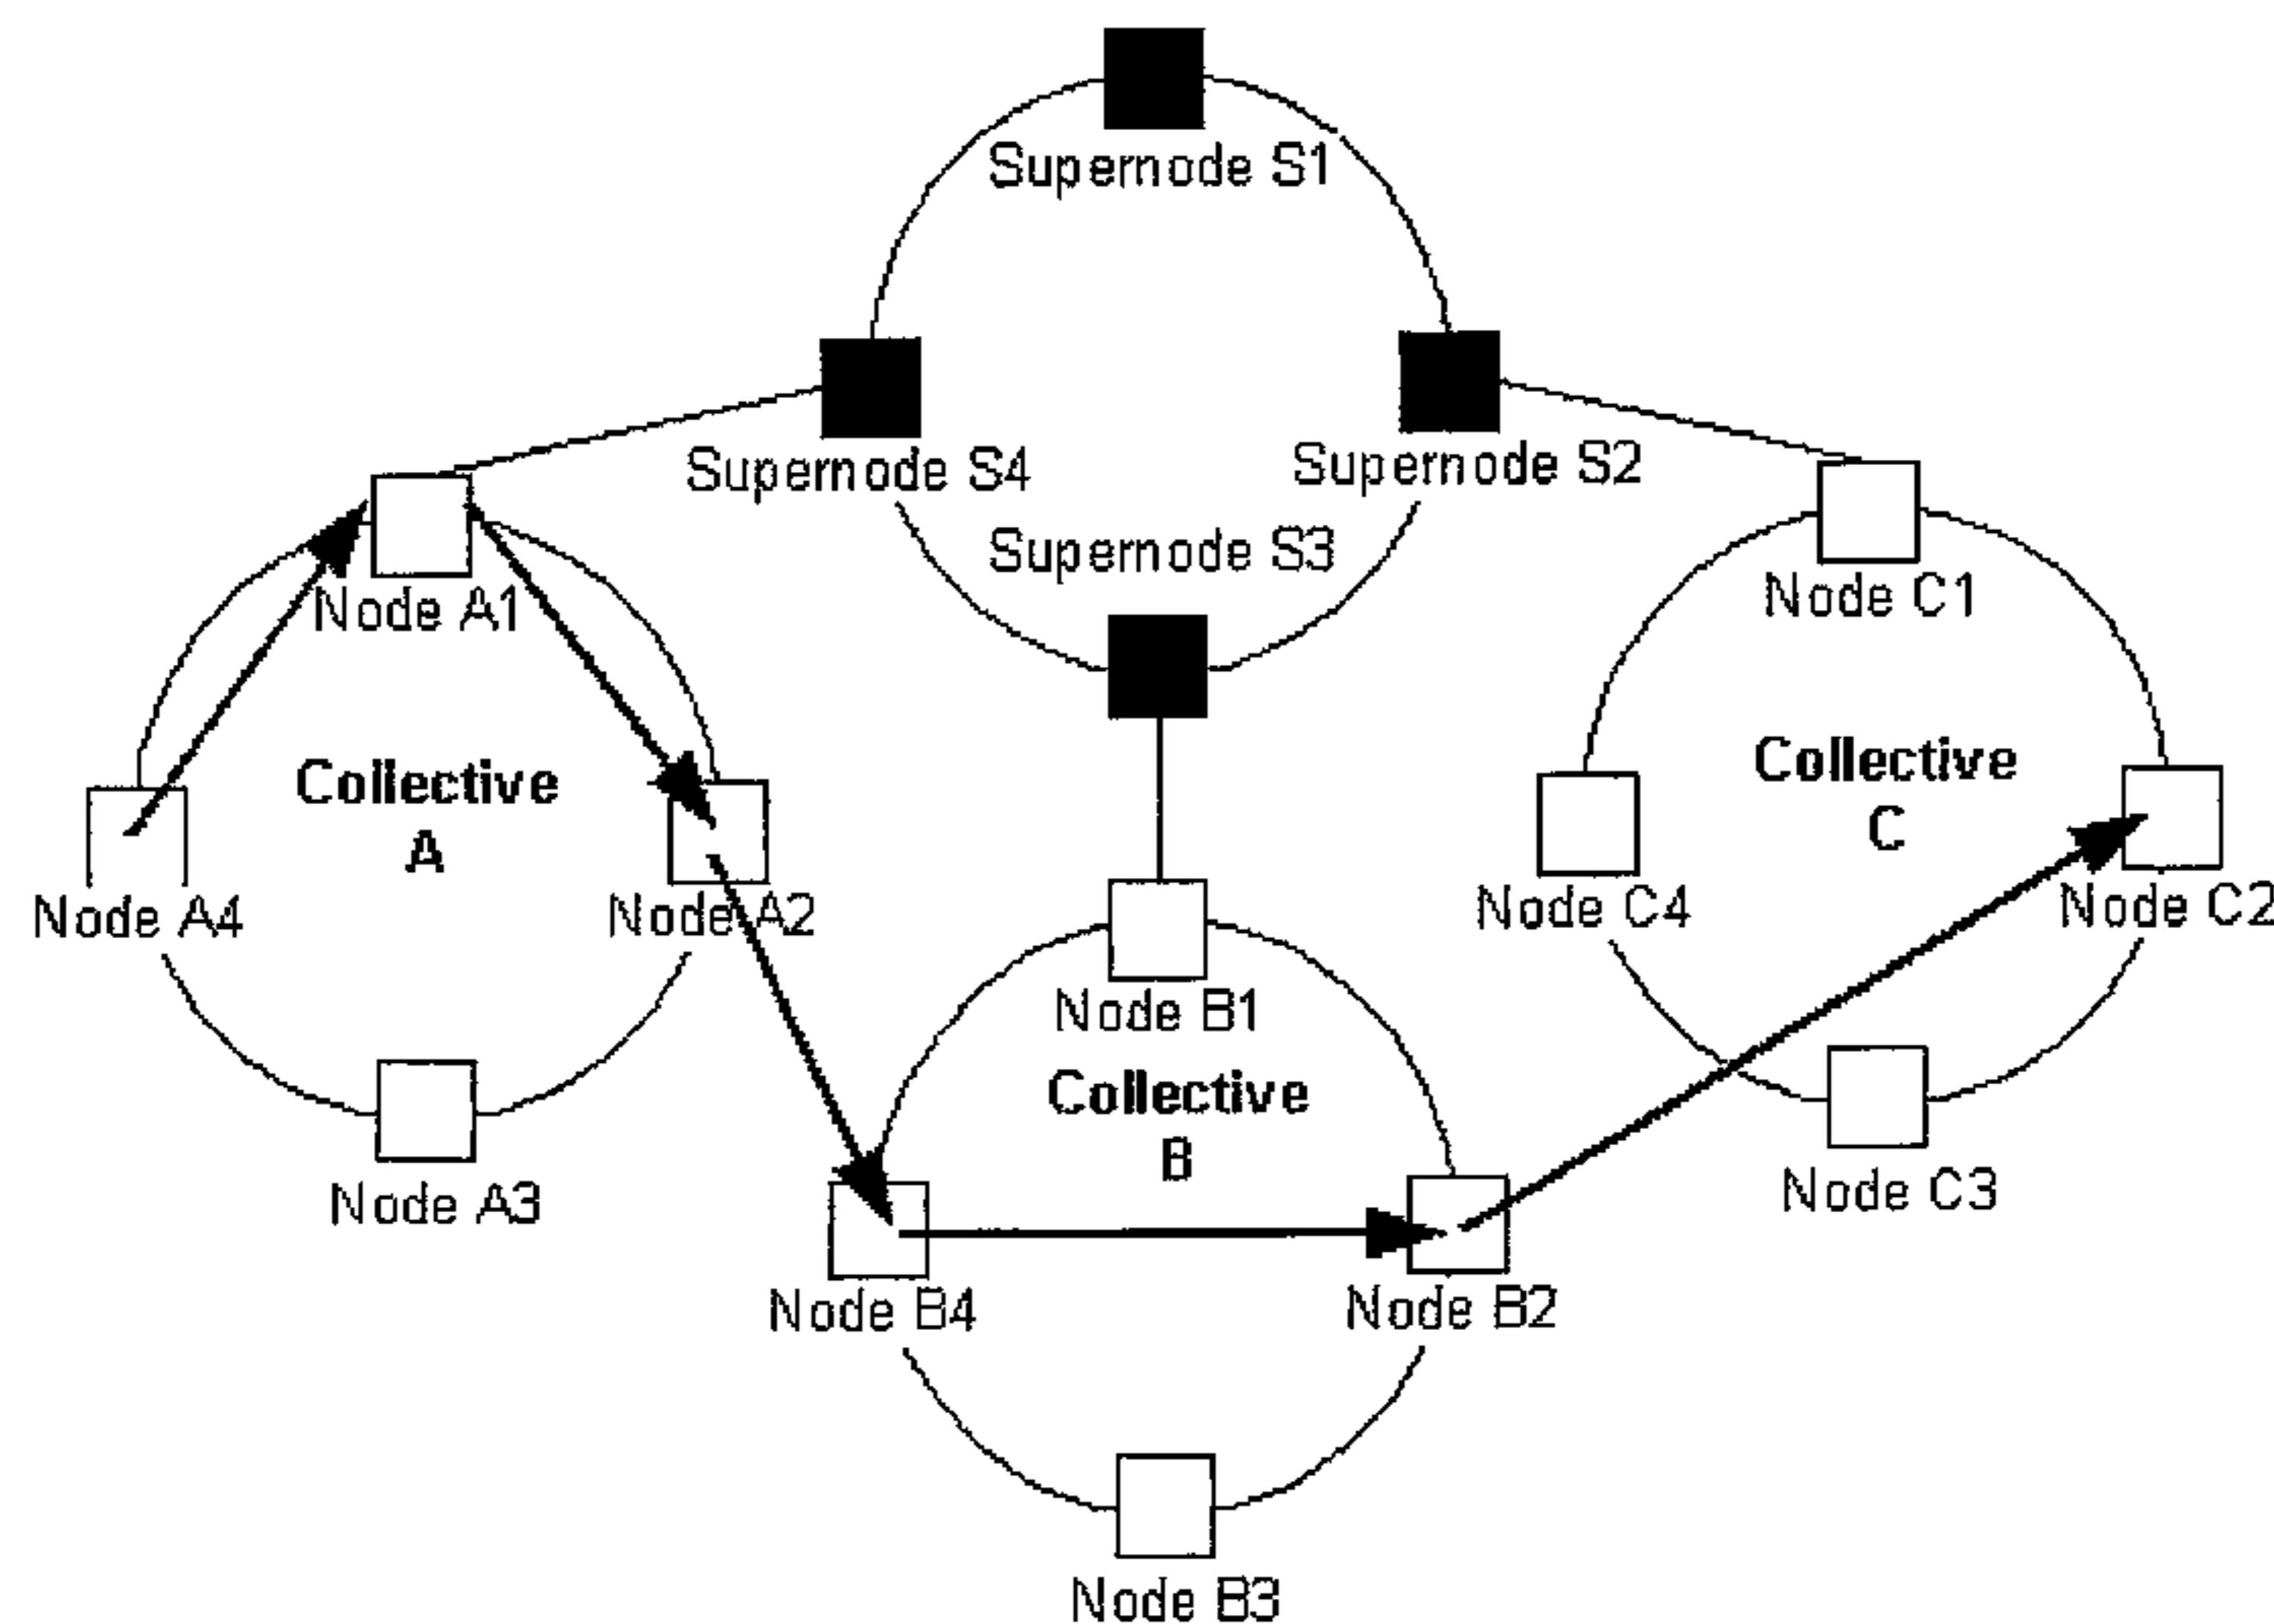 Supernode S1
Supernode S4
Supernode S2
Supernode S3
Node A1
Node C1
Collective
A
Collective
C
Node A4
Node A2
Node C4
Node C2
Node B1
Collective
B
Node A3
Node C3
Node B4
Node B2
Node B3